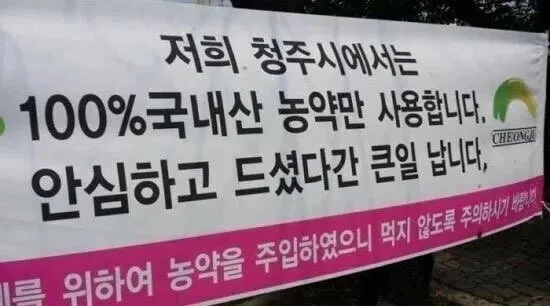 저희 청주시에서는
100%국내산 농약만 사용합니다.
안심하고 드셨다간 큰일 납니다.
CHEONGJU
위하여 농약을 주입하였으니 먹지 않도록 주의하시기 바랍니다